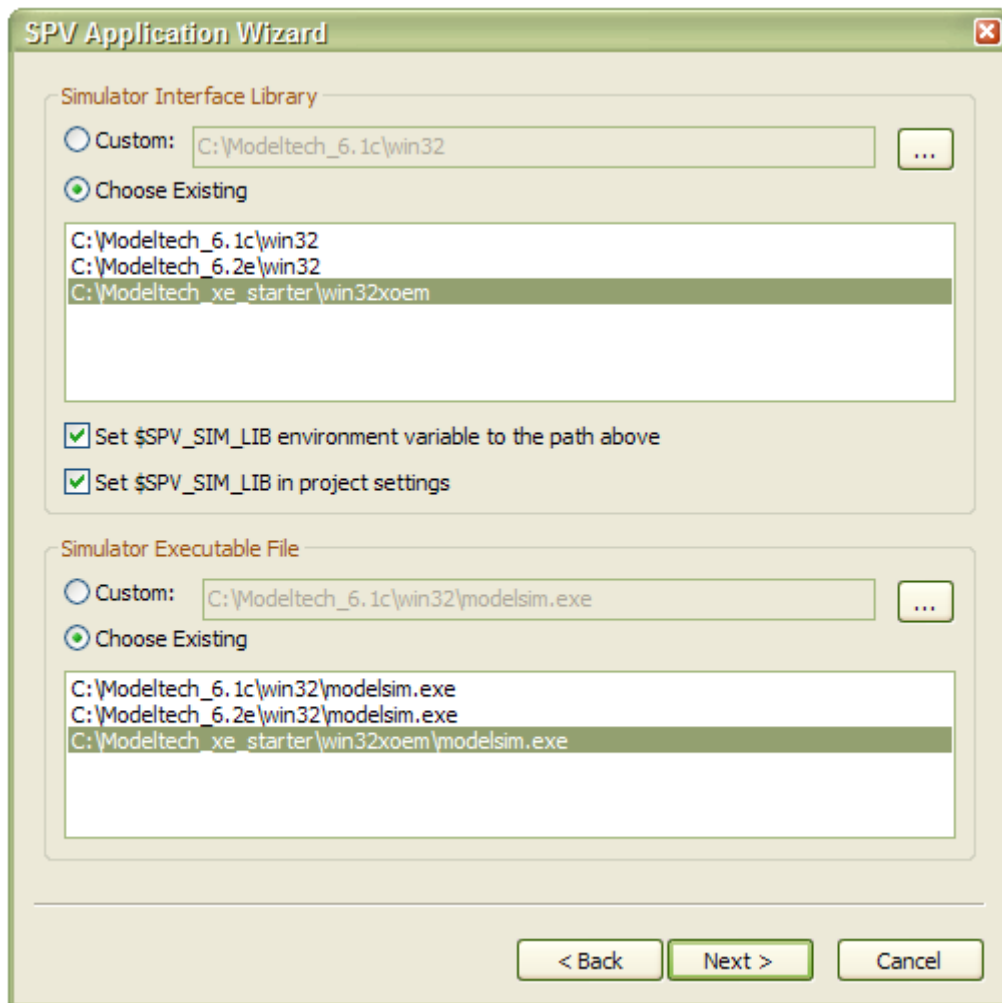 SPV Application Wizard
Simulator Interface Library
Custom: C:\Modeltech_6.1c\win32 ...
Choose Existing
C:\Modeltech_6.1c\win32
C:\Modeltech_6.2e\win32
C:\Modeltech_xe_starter\win32xoem
Set $SPV_SIM_LIB environment variable to the path above
Set $SPV_SIM_LIB in project settings
Simulator Executable File
Custom: C:\Modeltech_6.1c\win32\modelsim.exe ...
Choose Existing
C:\Modeltech_6.1c\win32\modelsim.exe
C:\Modeltech_6.2e\win32\modelsim.exe
C:\Modeltech_xe_starter\win32xoem\modelsim.exe
< Back Next > Cancel